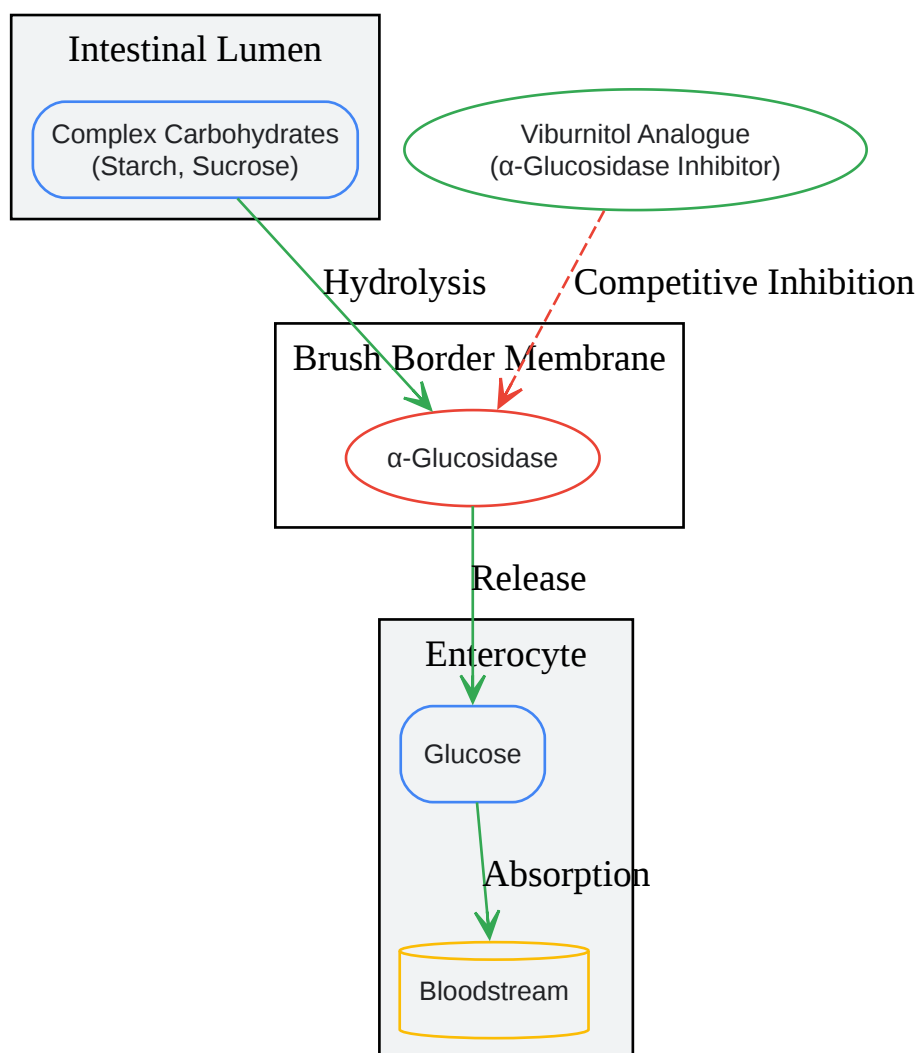 Intestinal Lumen
Complex Carbohydrates
(Starch, Sucrose)
Viburnitol Analogue
(α-Glucosidase Inhibitor)
Hydrolysis
Competitive Inhibition
Brush Border Membrane
α-Glucosidase
Release
Enterocyte
Glucose
Absorption
Bloodstream